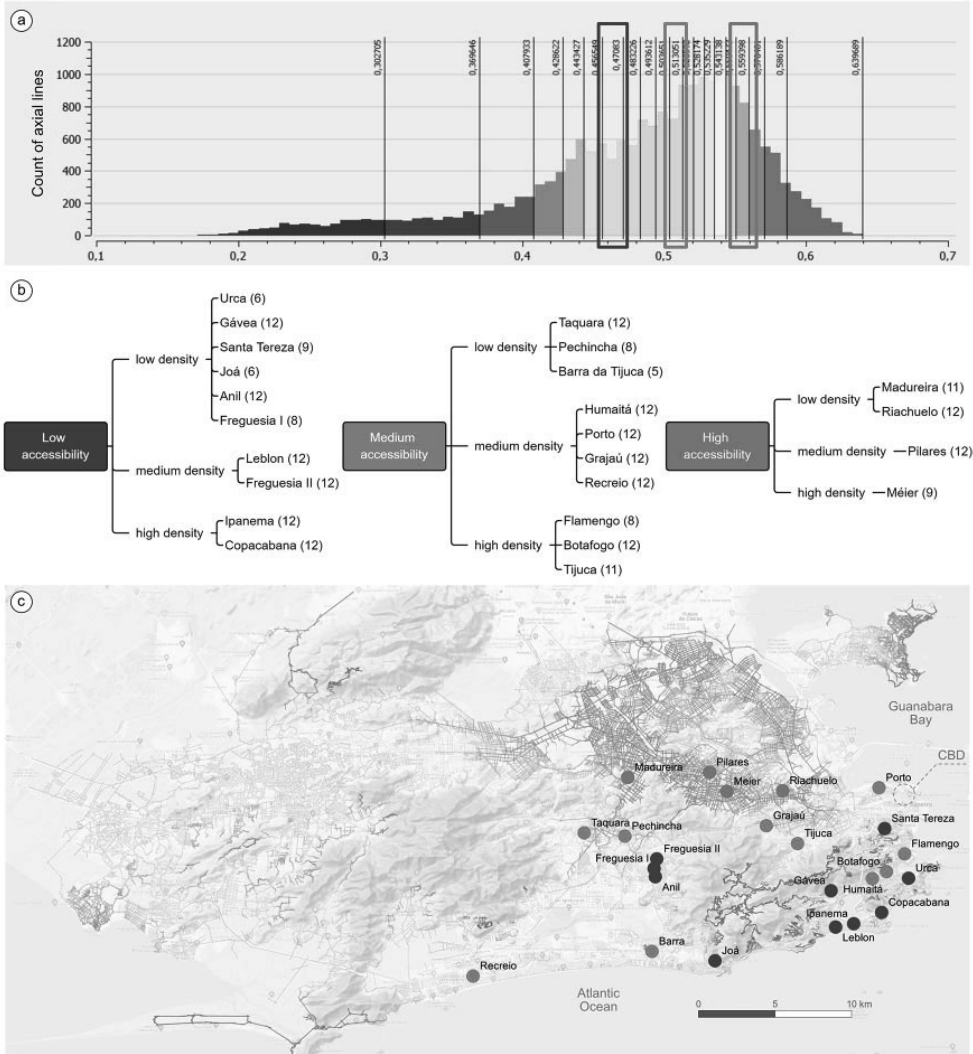 a
1200
1000
800
600
400
200
0
Count of axial lines
0,302705
0,369646
0,407933
0,428622
0,443427
0,456549
0,47083
0,483226
0,493612
0,503651
0,513051
0,528174
0,535229
0,543138
0,559398
0,586189
0,639689
0,1
0,2
0,3
0,4
0,5
0,6
0,7
b
Low
accessibility
low density
Urca (6)
Gávea (12)
Santa Tereza (9)
Joá (6)
Anil (12)
Freguesia I (8)
medium density
Leblon (12)
Freguesia II (12)
high density
Ipanema (12)
Copacabana (12)
Medium
accessibility
low density
Taquara (12)
Pechincha (8)
Barra da Tijuca (5)
medium density
Humaitá (12)
Porto (12)
Grajaú (12)
Recreio (12)
high density
Flamengo (8)
Botafogo (12)
Tijuca (11)
High
accessibility
low density
Madureira (11)
Riachuelo (12)
medium density
Pilares (12)
high density
Méier (9)
c
Guanabara
Bay
CBD
Madureira
Pilares
Meier
Riachuelo
Porto
Santa Tereza
Taquara
Pechincha
Grajaú
Tijuca
Flamengo
Freguesia I
Freguesia II
Anil
Botafogo
Urca
Gávea
Humaitá
Copacabana
Ipanema
Leblon
Barra
Joá
Recreio
Atlantic
Ocean
0
5
10 km